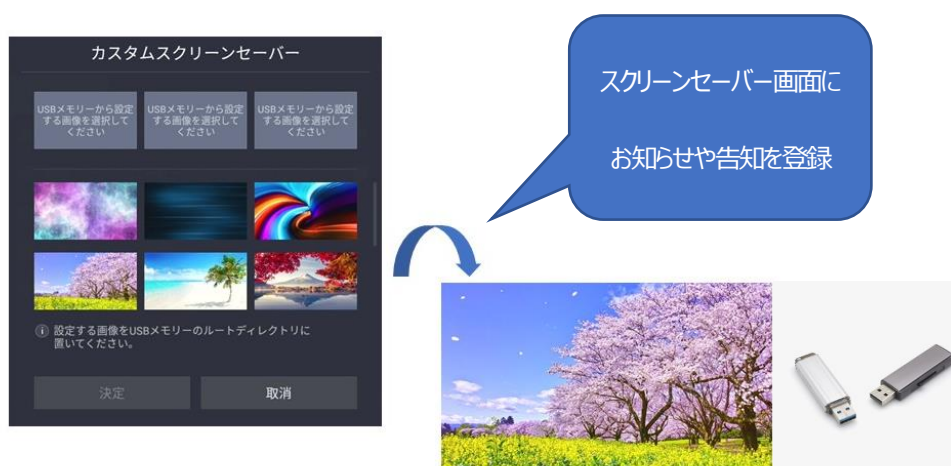 カスタムスクリーンセーバー
USBメモリーから設定
する画像を選択して
ください
USBメモリーから設定
する画像を選択して
ください
USBメモリーから設定
する画像を選択して
ください
設定する画像をUSBメモリーのルートディレクトリに
置いてください。
決定
取消
スクリーンセーバー画面に
お知らせや告知を登録